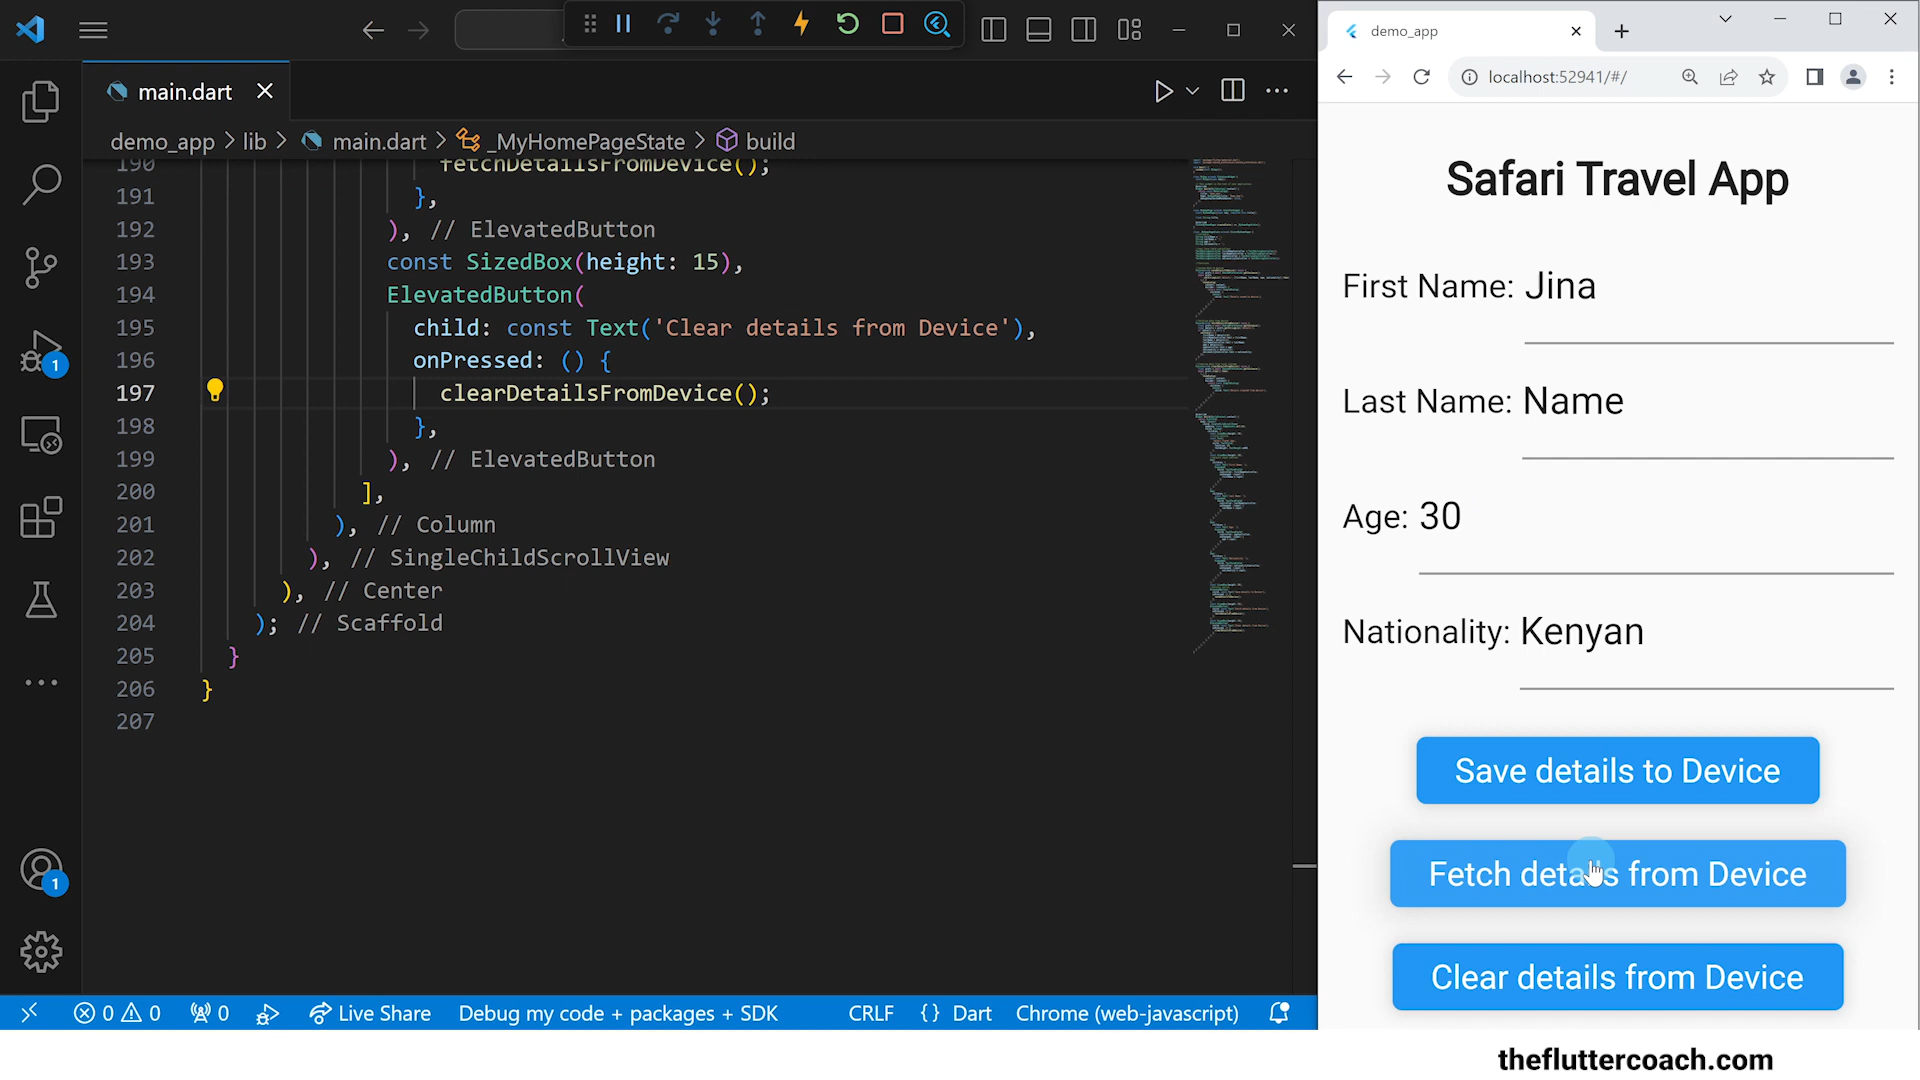 main.dart
demo_app > lib > main.dart > _MyHomePageState > build
190 fetchDetailsFromDevice();
191 },
192 ), // ElevatedButton
193 const SizedBox(height: 15),
194 ElevatedButton(
195 child: const Text('Clear details from Device'),
196 onPressed: () {
197 clearDetailsFromDevice();
198 },
199 ), // ElevatedButton
200 ],
201 ), // Column
202 ), // SingleChildScrollView
203 ), // Center
204 ); // Scaffold
205 }
206 }
207
1
1
0 0 0 Live Share Debug my code + packages + SDK CRLF {} Dart Chrome (web-javascript)
demo_app
localhost:52941/#/
Safari Travel App
First Name: Jina
Last Name: Name
Age: 30
Nationality: Kenyan
Save details to Device
Fetch details from Device
Clear details from Device
thefluttercoach.com